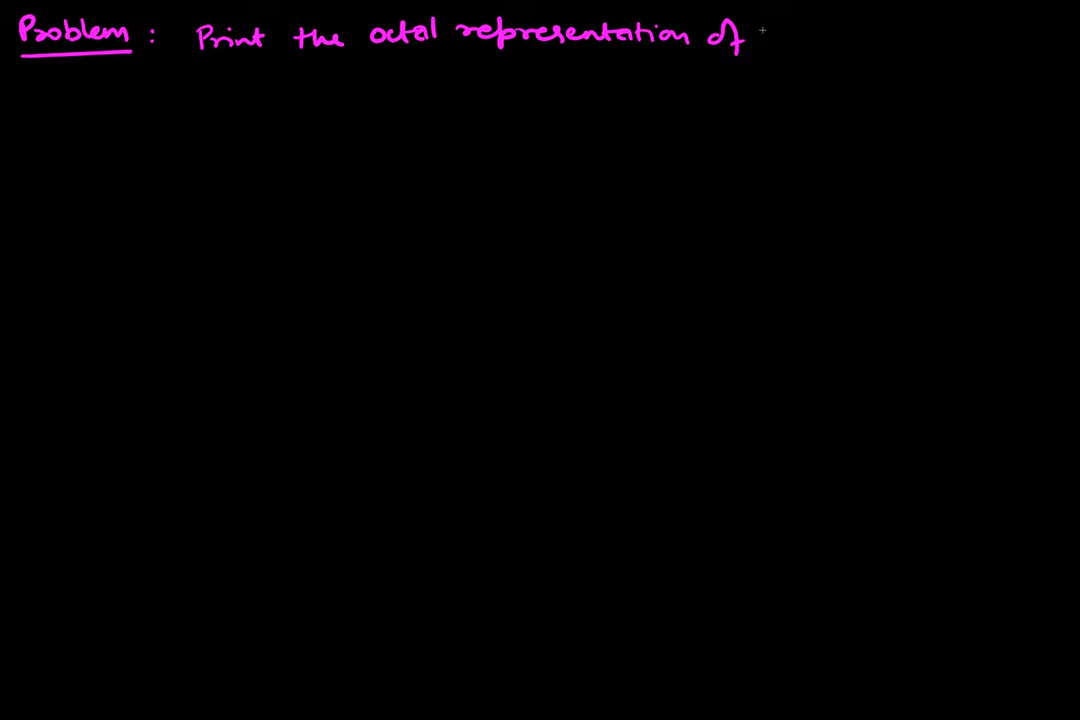 Problem : Print the octal representation of